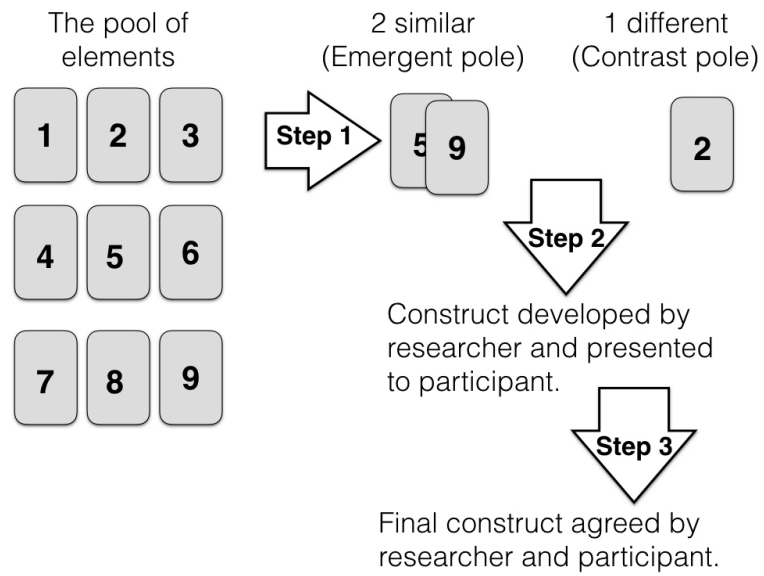 The pool of
elements
2 similar
(Emergent pole)
1 different
(Contrast pole)
1 2 3
Step 1
5 9
2
4 5 6
Step 2
Construct developed by
researcher and presented
to participant.
7 8 9
Step 3
Final construct agreed by
researcher and participant.